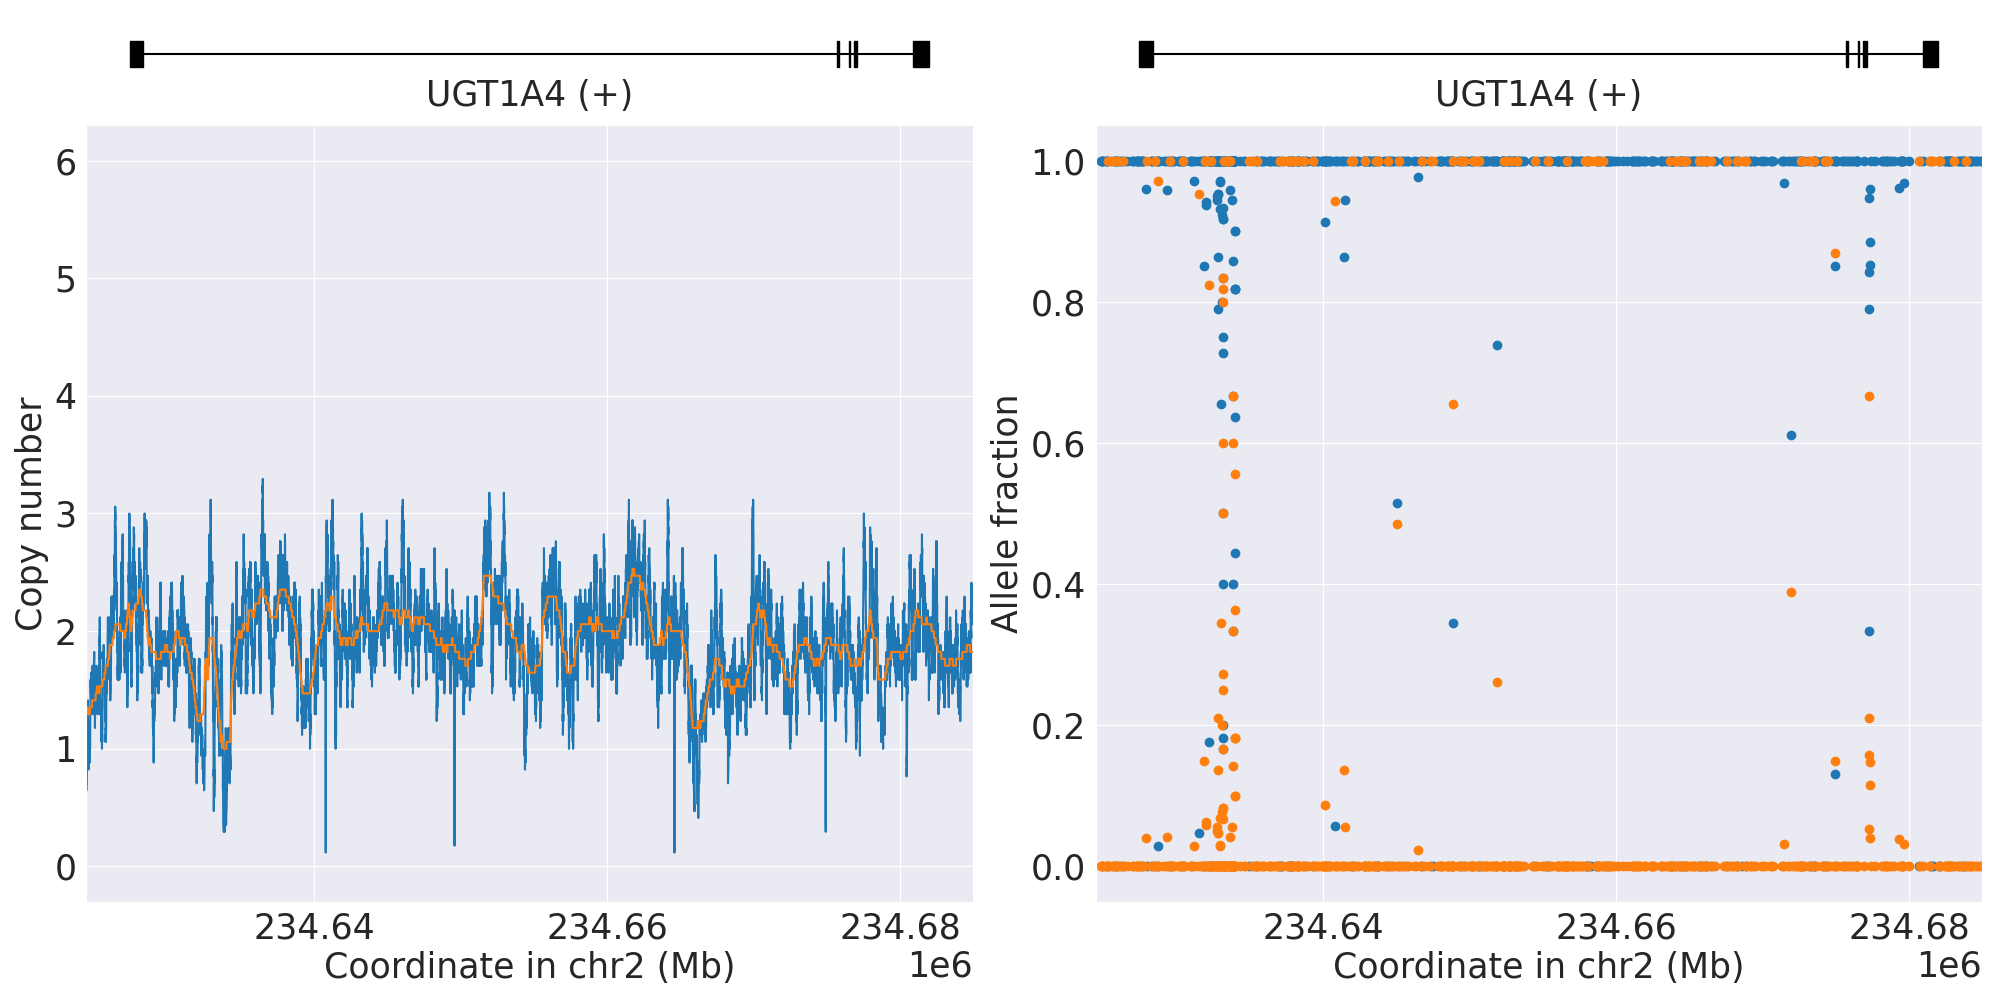 UGT1A4 (+)
6
5
4
3
2
1
0
Copy number
234.64 234.66 234.68
1e6
Coordinate in chr2 (Mb)
UGT1A4 (+)
1.0
0.8
0.6
0.4
0.2
0.0
Allele fraction
234.64 234.66 234.68
1e6
Coordinate in chr2 (Mb)